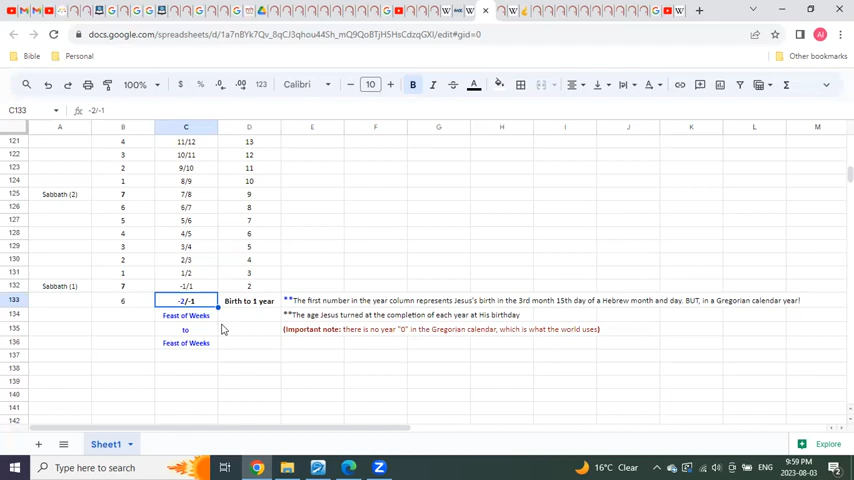 docs.google.com/spreadsheets/d/1a7nBYk7Qv_8qCJ3qhou44Sh_mQ9QoBTjH5HsCdzQGXI/edit#gid=0
AI
Bible
Personal
Other bookmarks
100%
$
%
.0
.00
123
Calibri
10
B
I
A
C133
fx
-2/-1
A B C D E F G H I J K L M
121 4 11/12 13
122 3 10/11 12
123 2 9/10 11
124 1 8/9 10
125 Sabbath (2) 7 7/8 9
126 6 6/7 8
127 5 5/6 7
128 4 4/5 6
129 3 3/4 5
130 2 2/3 4
131 1 1/2 3
132 Sabbath (1) 7 -1/1 2
133 6 -2/-1 Birth to 1 year **The first number in the year column represents Jesus's birth in the 3rd month 15th day of a Hebrew month and day. BUT, in a Gregorian calendar year!
134 Feast of Weeks **The age Jesus turned at the completion of each year at His birthday
135 to (Important note: there is no year "0" in the Gregorian calendar, which is what the world uses)
136 Feast of Weeks
137
138
139
140
141
142
Sheet1
Explore
Type here to search
16°C Clear
ENG
9:59 PM
2023-08-03
2